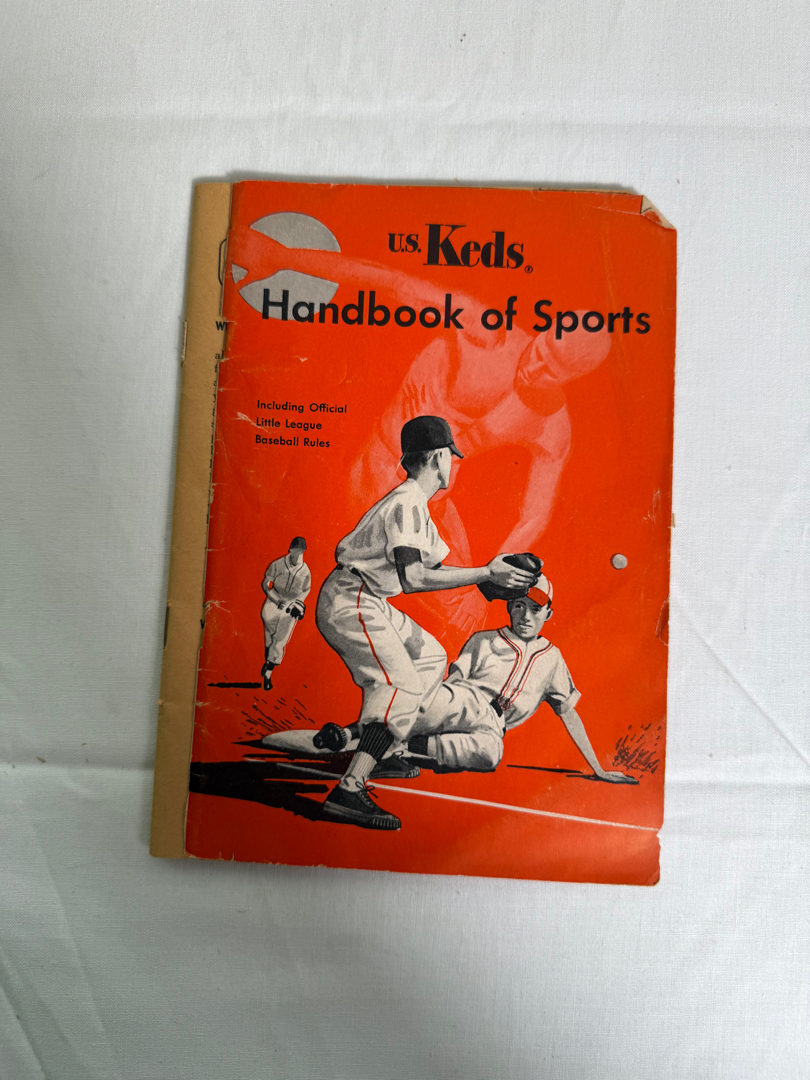 U.S. Keds®
Handbook of Sports
Including Official
Little League
Baseball Rules